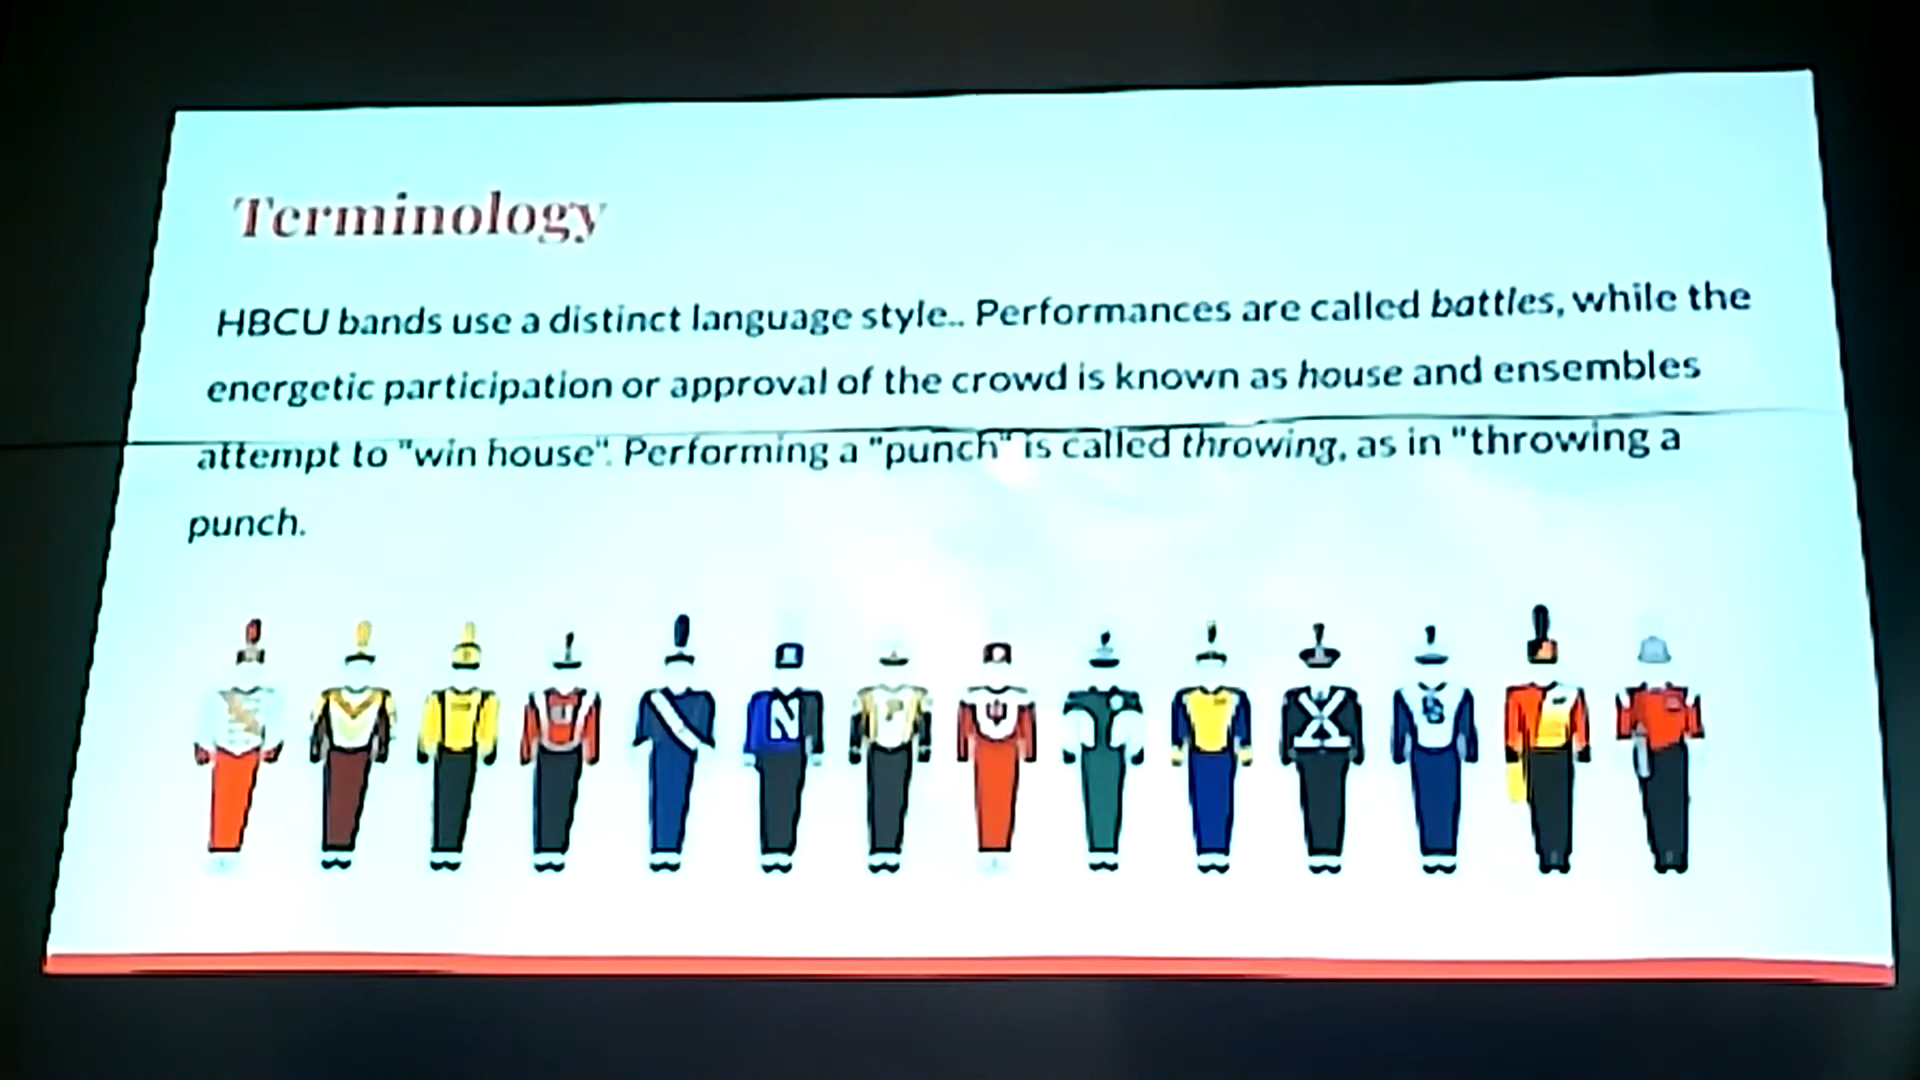 Terminology
HBCU bands use a distinct language style.. Performances are called battles, while the
energetic participation or approval of the crowd is known as house and ensembles
attempt to "win house". Performing a "punch" is called throwing, as in "throwing a
punch.
N